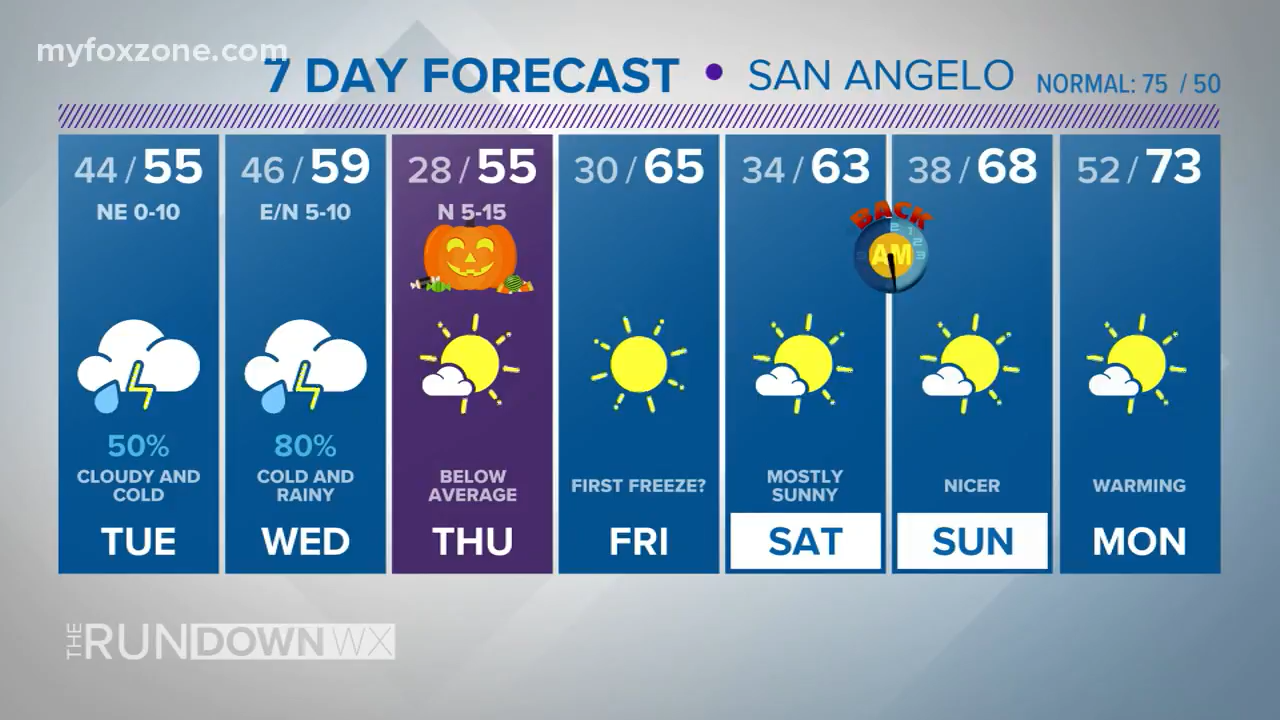 myfoxzone.com
7 DAY FORECAST • SAN ANGELO NORMAL: 75 / 50
44 / 55
NE 0-10
50%
CLOUDY AND
COLD
TUE
46 / 59
E/N 5-10
80%
COLD AND
RAINY
WED
28 / 55
N 5-15
BELOW
AVERAGE
THU
30 / 65
FIRST FREEZE?
FRI
34 / 63
MOSTLY
SUNNY
SAT
BACK
AM
38 / 68
NICER
SUN
52 / 73
WARMING
MON
THE RUNDOWN WX